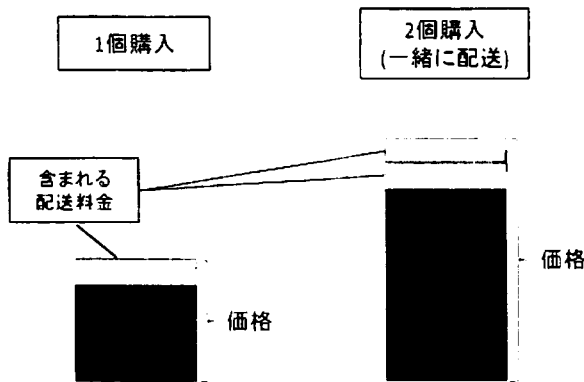 1個購入
2個購入
(一緒に配送)
含まれる
配送料金
価格
価格